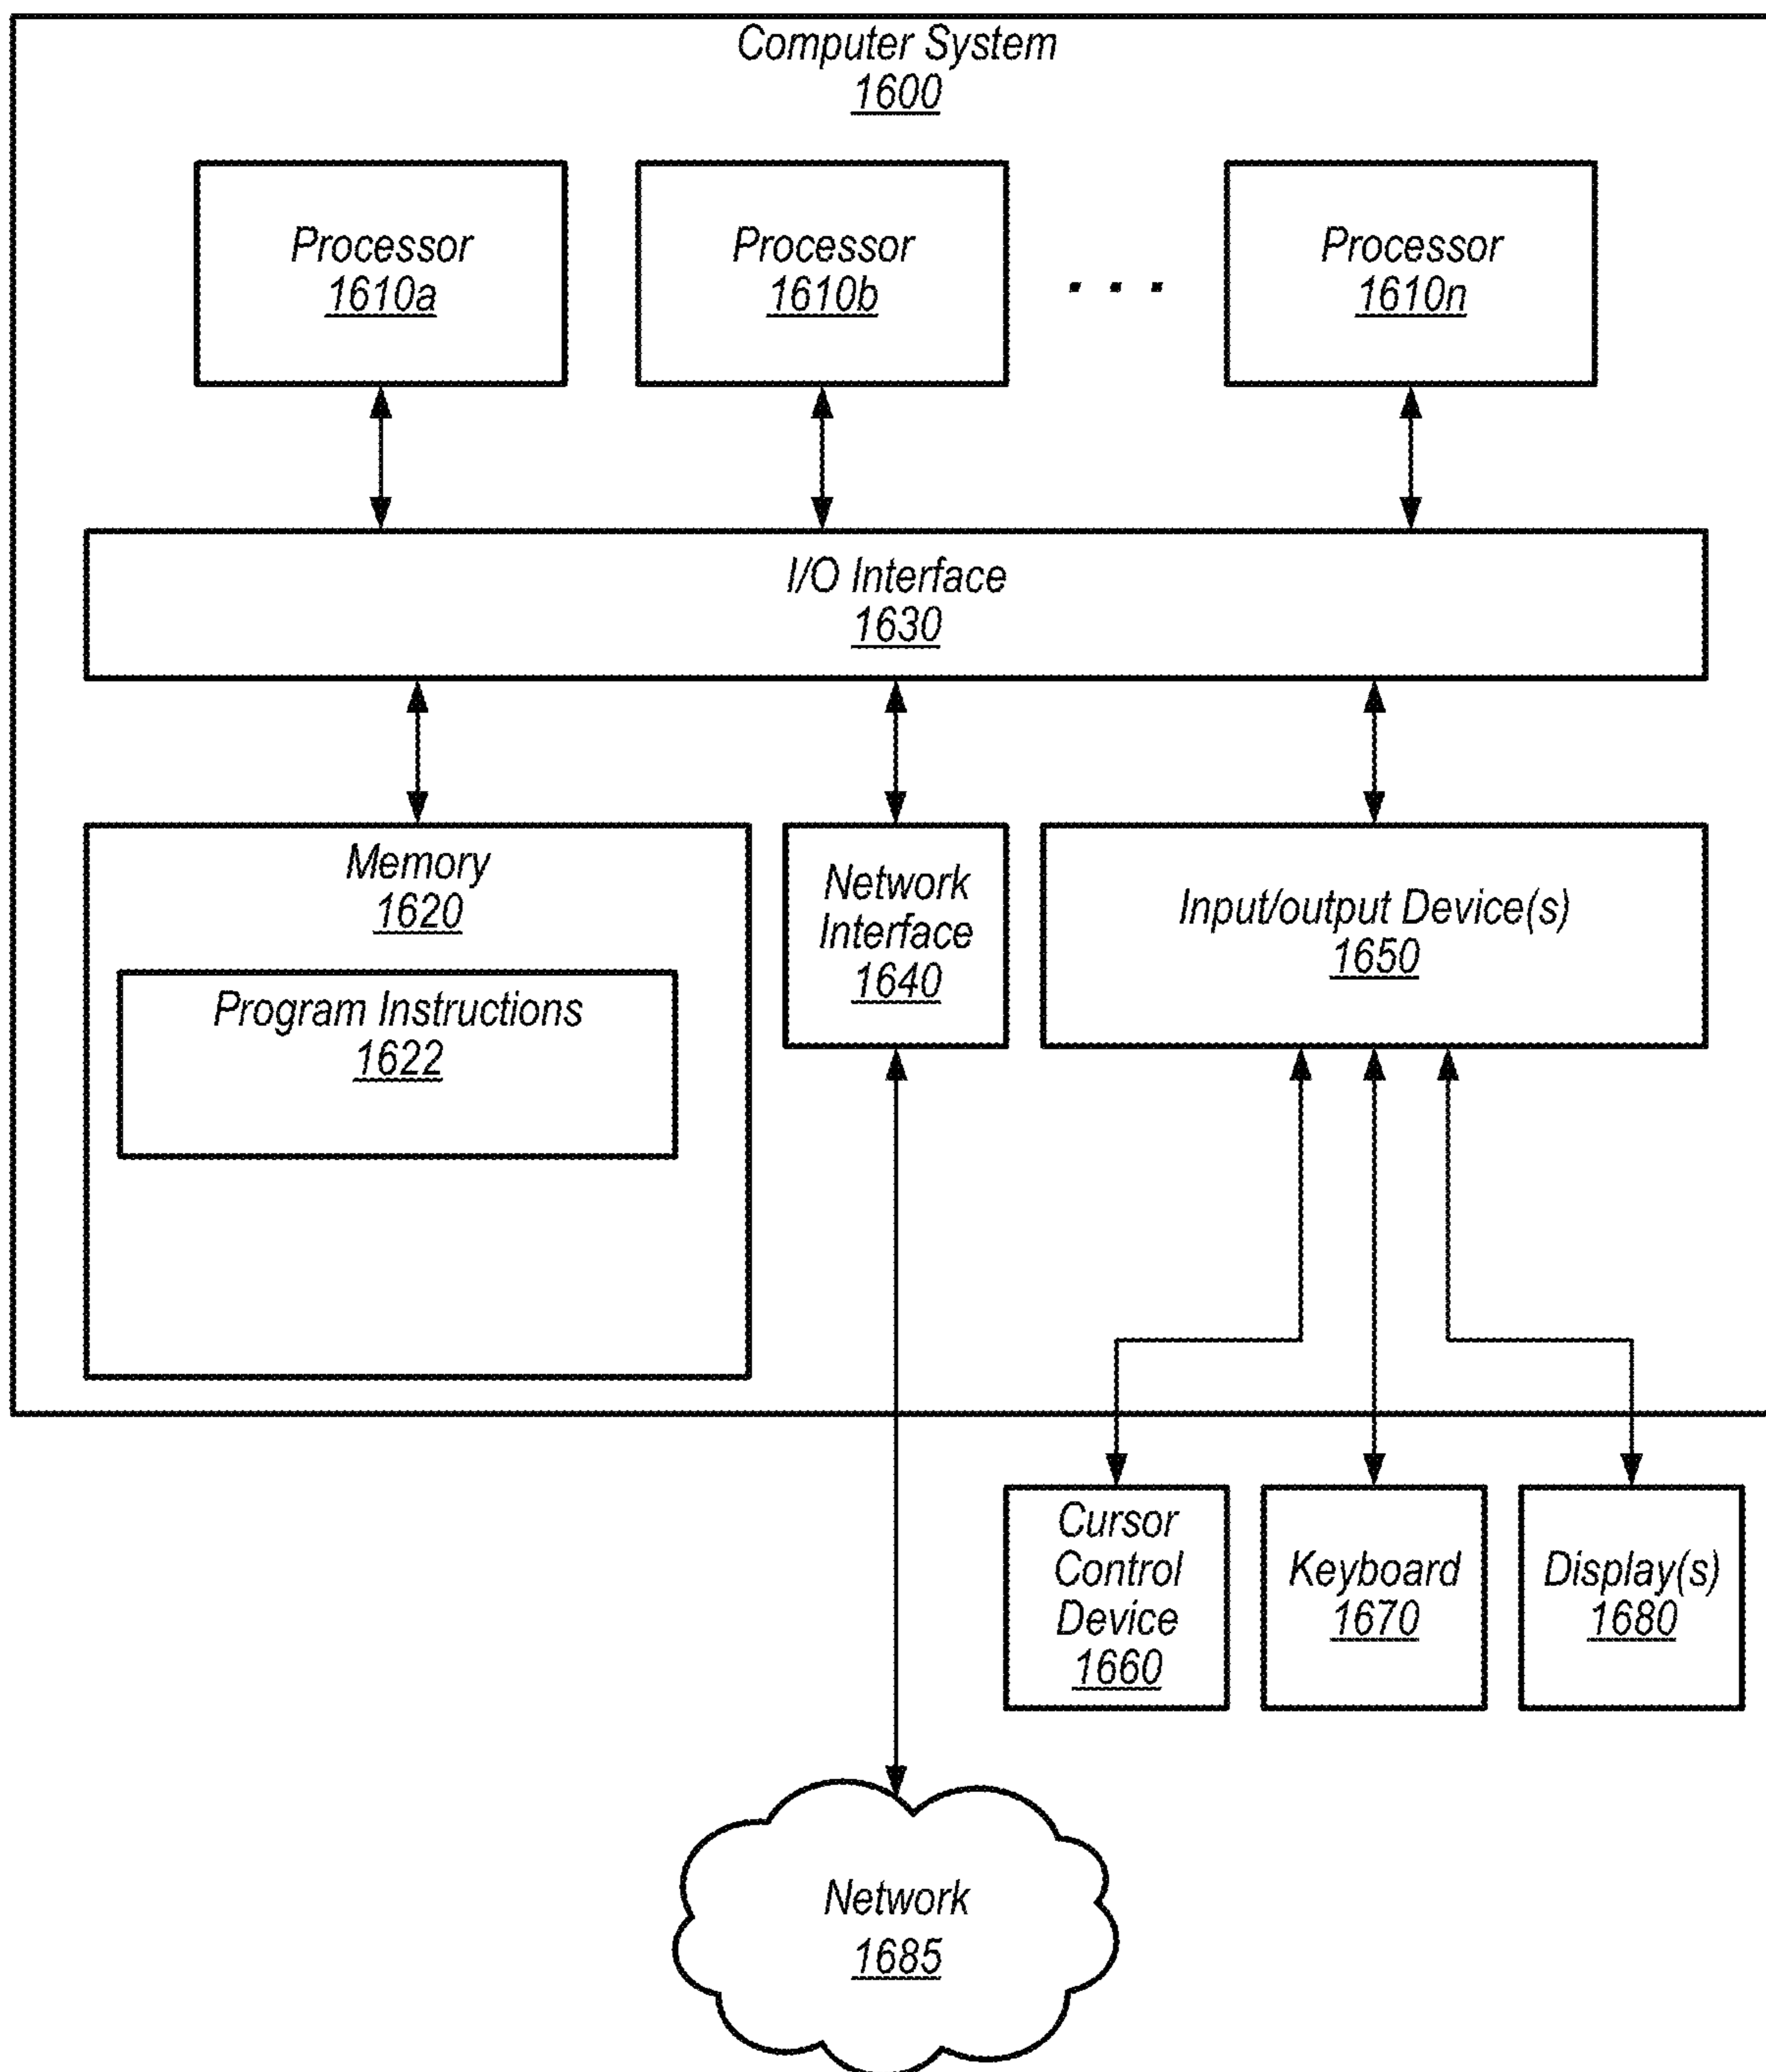 Computer System
1600
Processor
1610a
Processor
1610b
. . .
Processor
1610n
I/O Interface
1630
Memory
1620
Program Instructions
1622
Network
Interface
1640
Input/output Device(s)
1650
Cursor
Control
Device
1660
Keyboard
1670
Display(s)
1680
Network
1685